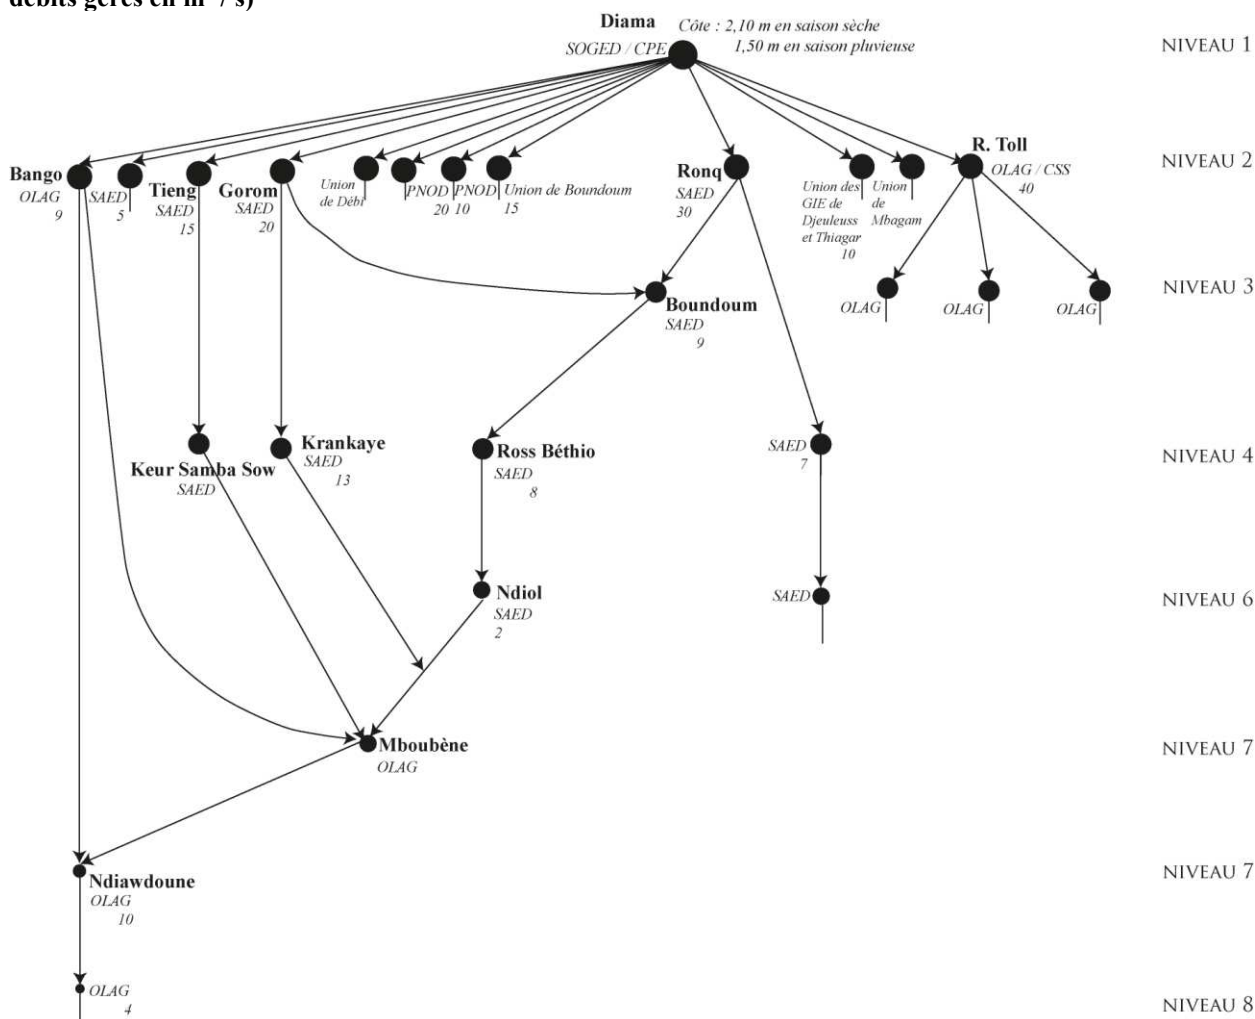 débits gérés en m³ / s)
Diama
Côte : 2,10 m en saison sèche
SOGED / CPE
1,50 m en saison pluvieuse
NIVEAU 1
Bango
OLAG
9
SAED
5
Tieng
SAED
15
Gorom
SAED
20
Union
de Débi
PNOD
20
PNOD
10
Union de Boundoum
15
Ronq
SAED
30
Union des
GIE de
Djeuleuss
et Thiagar
10
Union
de
Mbagam
R. Toll
OLAG / CSS
40
NIVEAU 2
Boundoum
SAED
9
OLAG
OLAG
OLAG
NIVEAU 3
Keur Samba Sow
SAED
Krankaye
SAED
13
Ross Béthio
SAED
8
SAED
7
NIVEAU 4
Ndiol
SAED
2
SAED
NIVEAU 6
Mboubène
OLAG
NIVEAU 7
Ndiawdoune
OLAG
10
NIVEAU 7
OLAG
4
NIVEAU 8